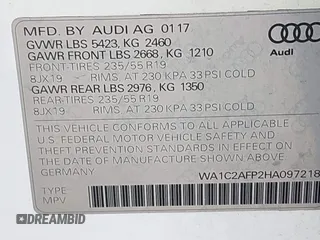 MFD. BY AUDI AG 01 17
GVWR LBS 5423, KG 2460
GAWR FRONT LBS 2668, KG 1210
FRONT TIRES 235/55 R19
8JX19 - RIMS, AT 230 KPA 33 PSI COLD
GAWR REAR LBS 2976, KG 1350
REAR TIRES 235/55 R19
8JX19 - RIMS, AT 230 KPA 33 PSI COLD
THIS VEHICLE CONFORMS TO ALL APPLICABLE
U.S. FEDERAL MOTOR VEHICLE SAFETY,
BUMPER, AND THEFT PREVENTION
STANDARDS IN EFFECT ON THE DATE OF
MANUFACTURE SHOWN ABOVE.
WA1C2AFP2HA097218
TYPE:
MPV
Audi
DREAMBID